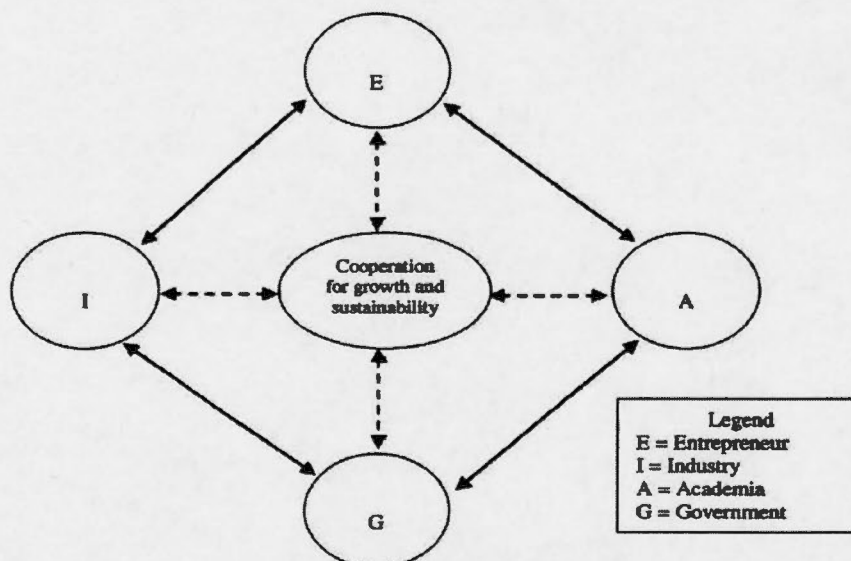 E
Cooperation
for growth and
sustainability
I
A
G
Legend
E = Entrepreneur
I = Industry
A = Academia
G = Government